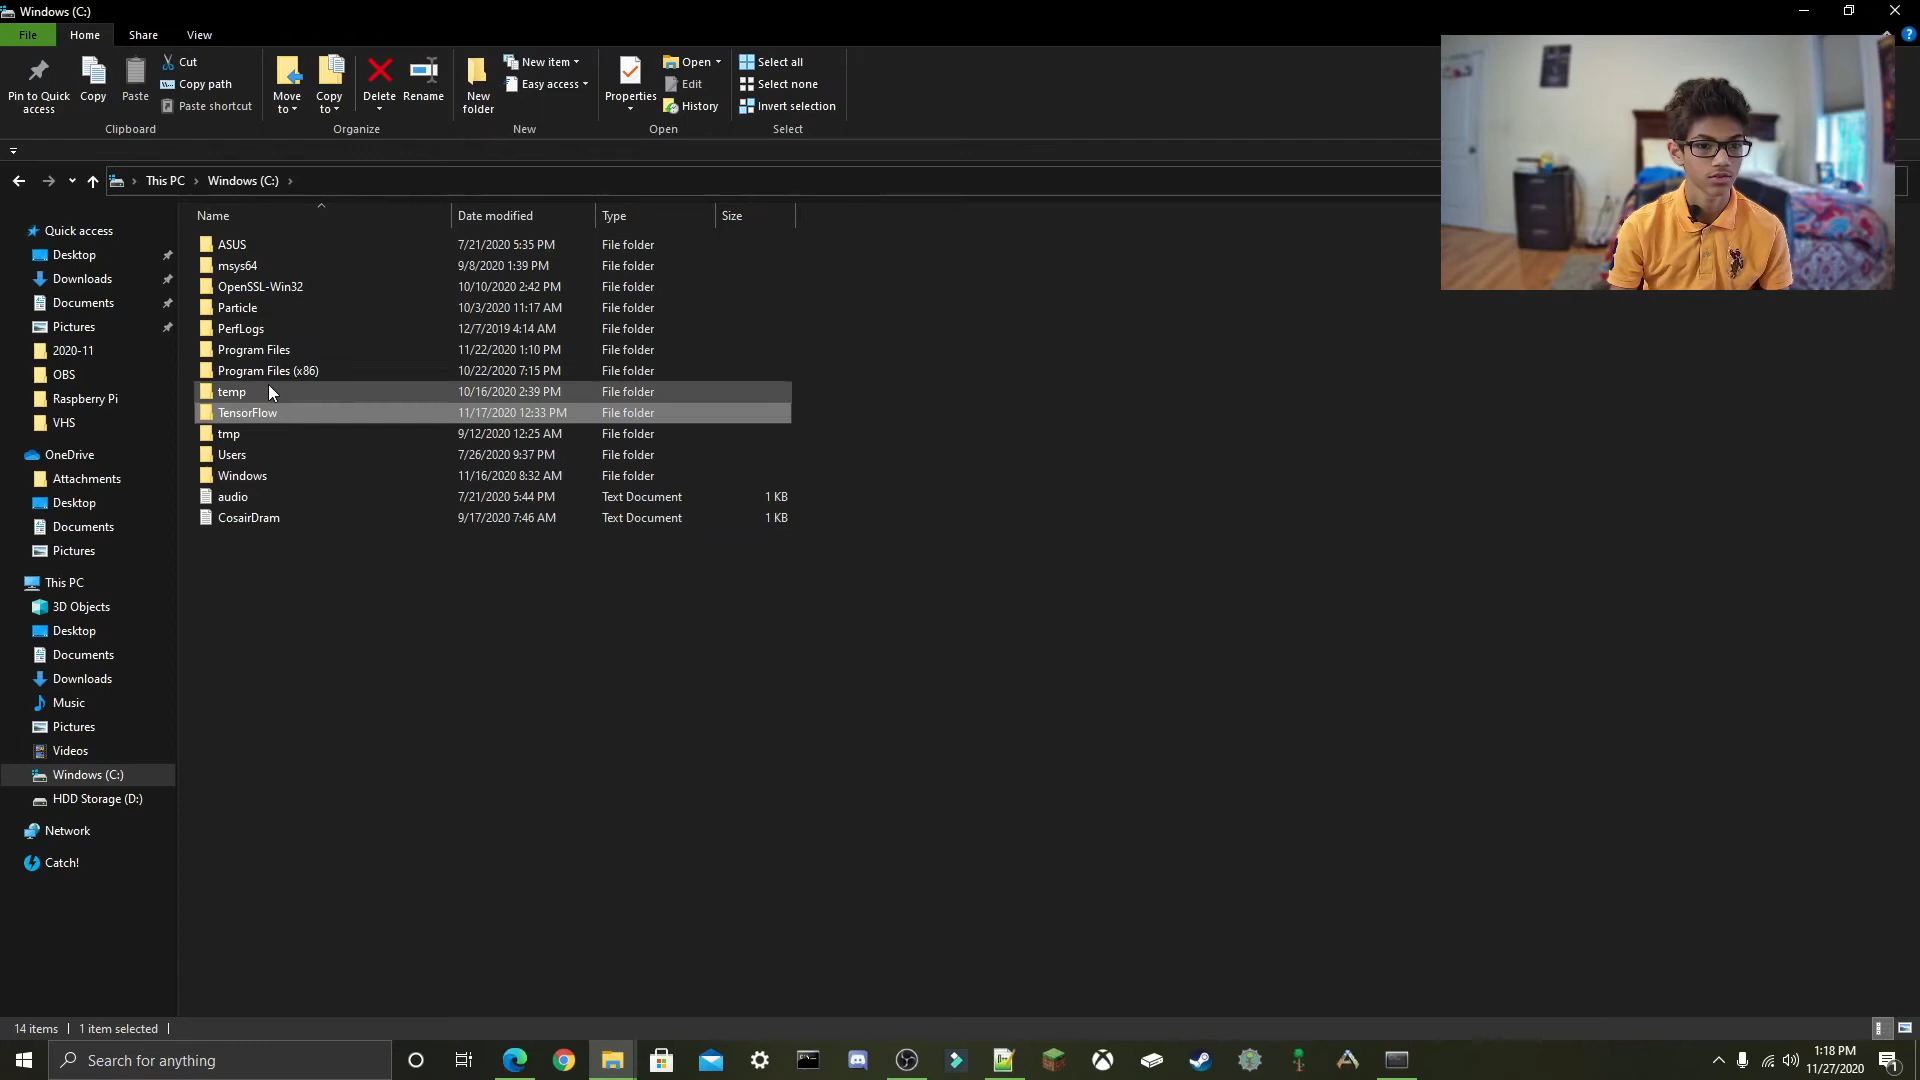 Windows (C:)
File Home Share View
Pin to Quick access
Copy
Paste
Cut
Copy path
Paste shortcut
Clipboard
Move to
Copy to
Delete
Rename
Organize
New folder
New item
Easy access
New
Properties
Open
Edit
History
Open
Select all
Select none
Invert selection
Select
This PC > Windows (C:) >
Name Date modified Type Size
Quick access
Desktop
Downloads
Documents
Pictures
2020-11
OBS
Raspberry Pi
VHS
OneDrive
Attachments
Desktop
Documents
Pictures
This PC
3D Objects
Desktop
Documents
Downloads
Music
Pictures
Videos
Windows (C:)
HDD Storage (D:)
Network
Catch!
ASUS 7/21/2020 5:35 PM File folder
msys64 9/8/2020 1:39 PM File folder
OpenSSL-Win32 10/10/2020 2:42 PM File folder
Particle 10/3/2020 11:17 AM File folder
PerfLogs 12/7/2019 4:14 AM File folder
Program Files 11/22/2020 1:10 PM File folder
Program Files (x86) 10/22/2020 7:15 PM File folder
temp 10/16/2020 2:39 PM File folder
TensorFlow 11/17/2020 12:33 PM File folder
tmp 9/12/2020 12:25 AM File folder
Users 7/26/2020 9:37 PM File folder
Windows 11/16/2020 8:32 AM File folder
audio 7/21/2020 5:44 PM Text Document 1 KB
CosairDram 9/17/2020 7:46 AM Text Document 1 KB
14 items 1 item selected
Search for anything
1:18 PM
11/27/2020
1